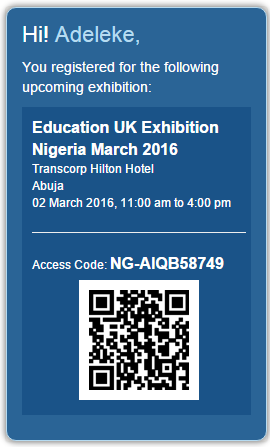 Hi! Adeleke,
You registered for the following
upcoming exhibition:
Education UK Exhibition
Nigeria March 2016
Transcorp Hilton Hotel
Abuja
02 March 2016, 11:00 am to 4:00 pm
Access Code: NG-AIQB58749